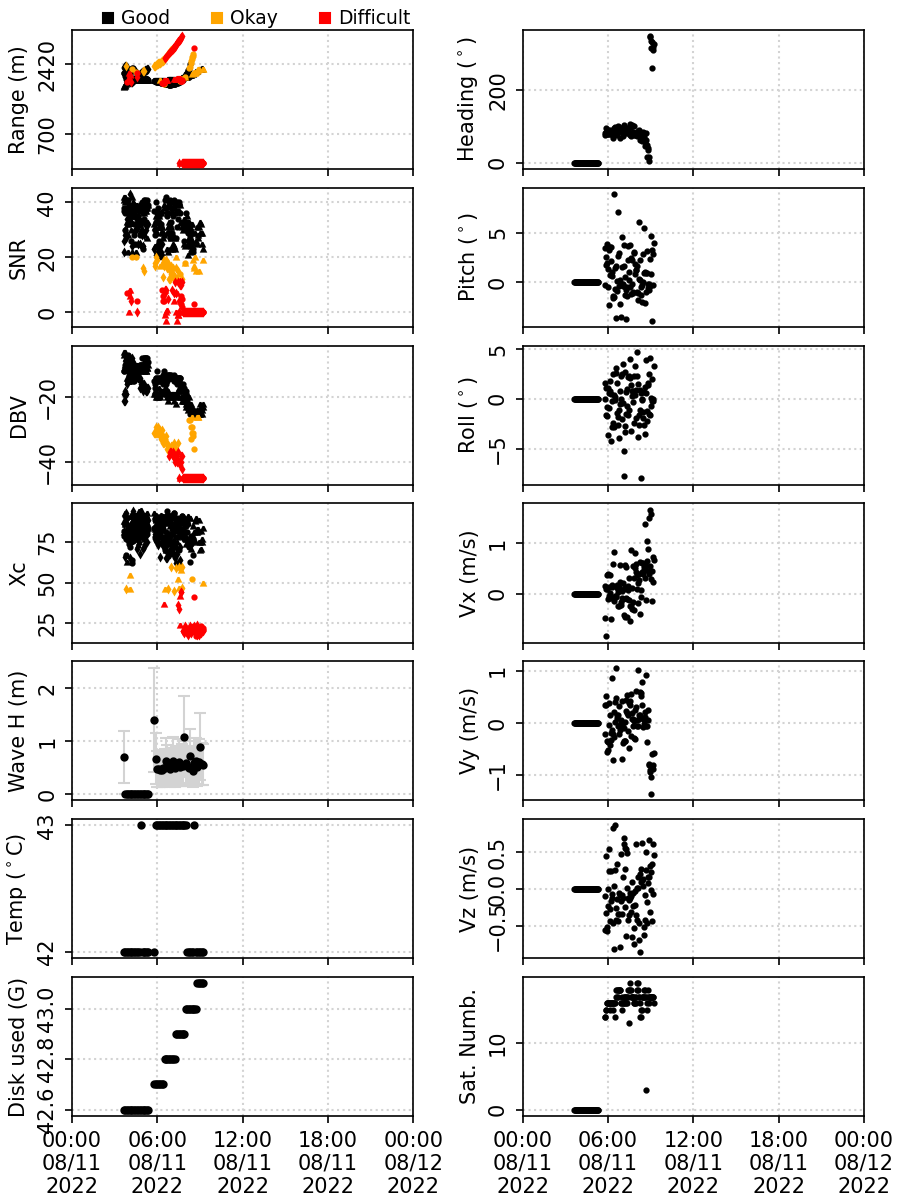 Good Okay Difficult
Range (m)
2420
700
Heading (°)
200
0
SNR
40
20
0
Pitch (°)
5
0
DBV
−20
−40
Roll (°)
5
0
−5
Xc
75
50
25
Vx (m/s)
1
0
Wave H (m)
2
1
0
Vy (m/s)
1
0
−1
Temp (°C)
43
42
Vz (m/s)
0.5
0.0
−0.5
Disk used (G)
43.0
42.8
42.6
Sat. Numb.
10
0
00:00 06:00 12:00 18:00 00:00
08/11 08/11 08/11 08/11 08/12
2022 2022 2022 2022 2022
00:00 06:00 12:00 18:00 00:00
08/11 08/11 08/11 08/11 08/12
2022 2022 2022 2022 2022